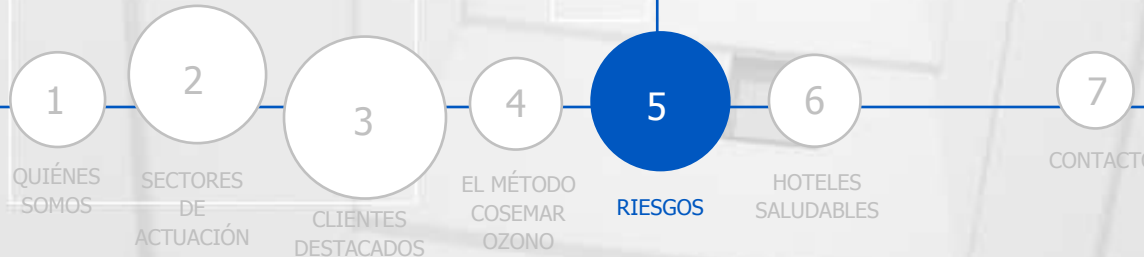 1
QUIÉNES
SOMOS
2
SECTORES
DE
ACTUACIÓN
3
CLIENTES
DESTACADOS
4
EL MÉTODO
COSEMAR
OZONO
5
RIESGOS
6
HOTELES
SALUDABLES
7
CONTACTO